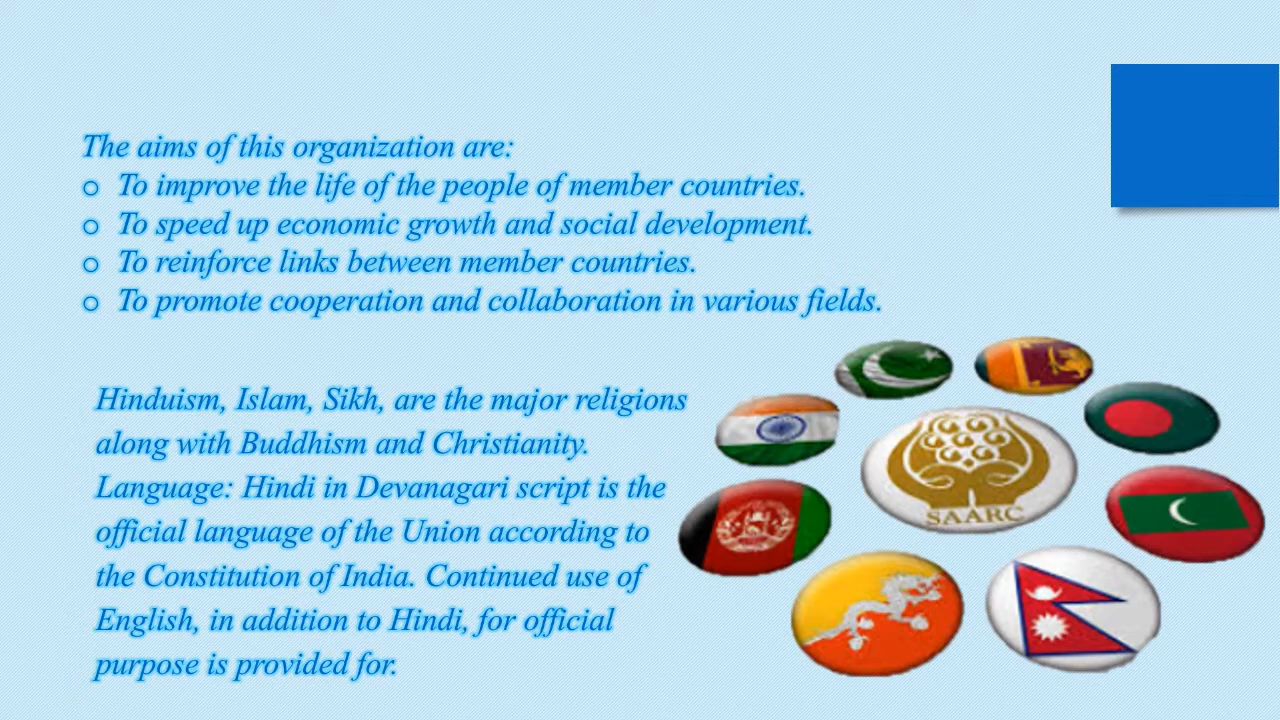 The aims of this organization are:
o To improve the life of the people of member countries.
o To speed up economic growth and social development.
o To reinforce links between member countries.
o To promote cooperation and collaboration in various fields.
Hinduism, Islam, Sikh, are the major religions
along with Buddhism and Christianity.
Language: Hindi in Devanagari script is the
official language of the Union according to
the Constitution of India. Continued use of
English, in addition to Hindi, for official
purpose is provided for.
SAARC